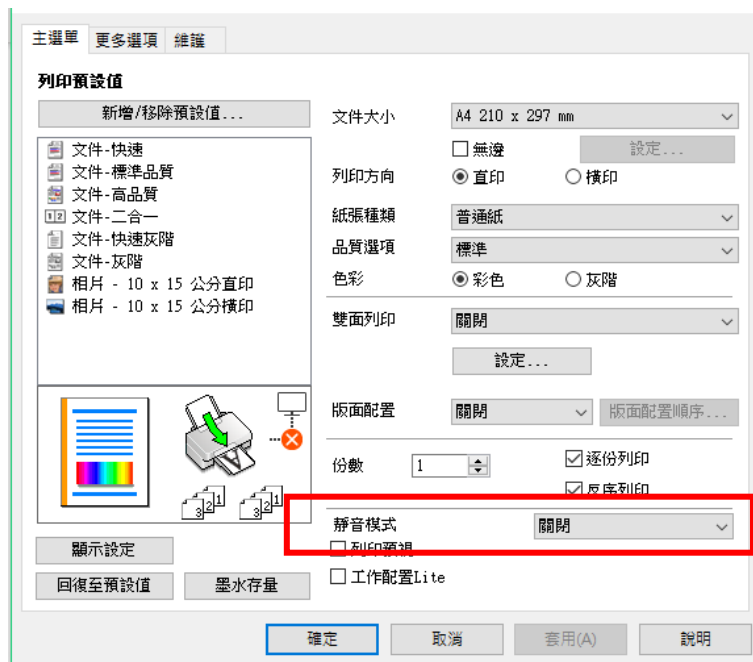 主選單 更多選項 維護
列印預設值
新增/移除預設值...
文件-快速
文件-標準品質
文件-高品質
文件-二合一
文件-快速灰階
文件-灰階
相片 - 10 x 15 公分直印
相片 - 10 x 15 公分橫印
顯示設定
回復至預設值 墨水存量
文件大小 A4 210 x 297 mm
無邊 設定...
列印方向 直印 橫印
紙張種類 普通紙
品質選項 標準
色彩 彩色 灰階
雙面列印 關閉
設定...
版面配置 關閉 版面配置順序...
份數 1 逐份列印
反序列印
靜音模式 關閉
列印預視
工作配置Lite
確定 取消 套用(A) 說明